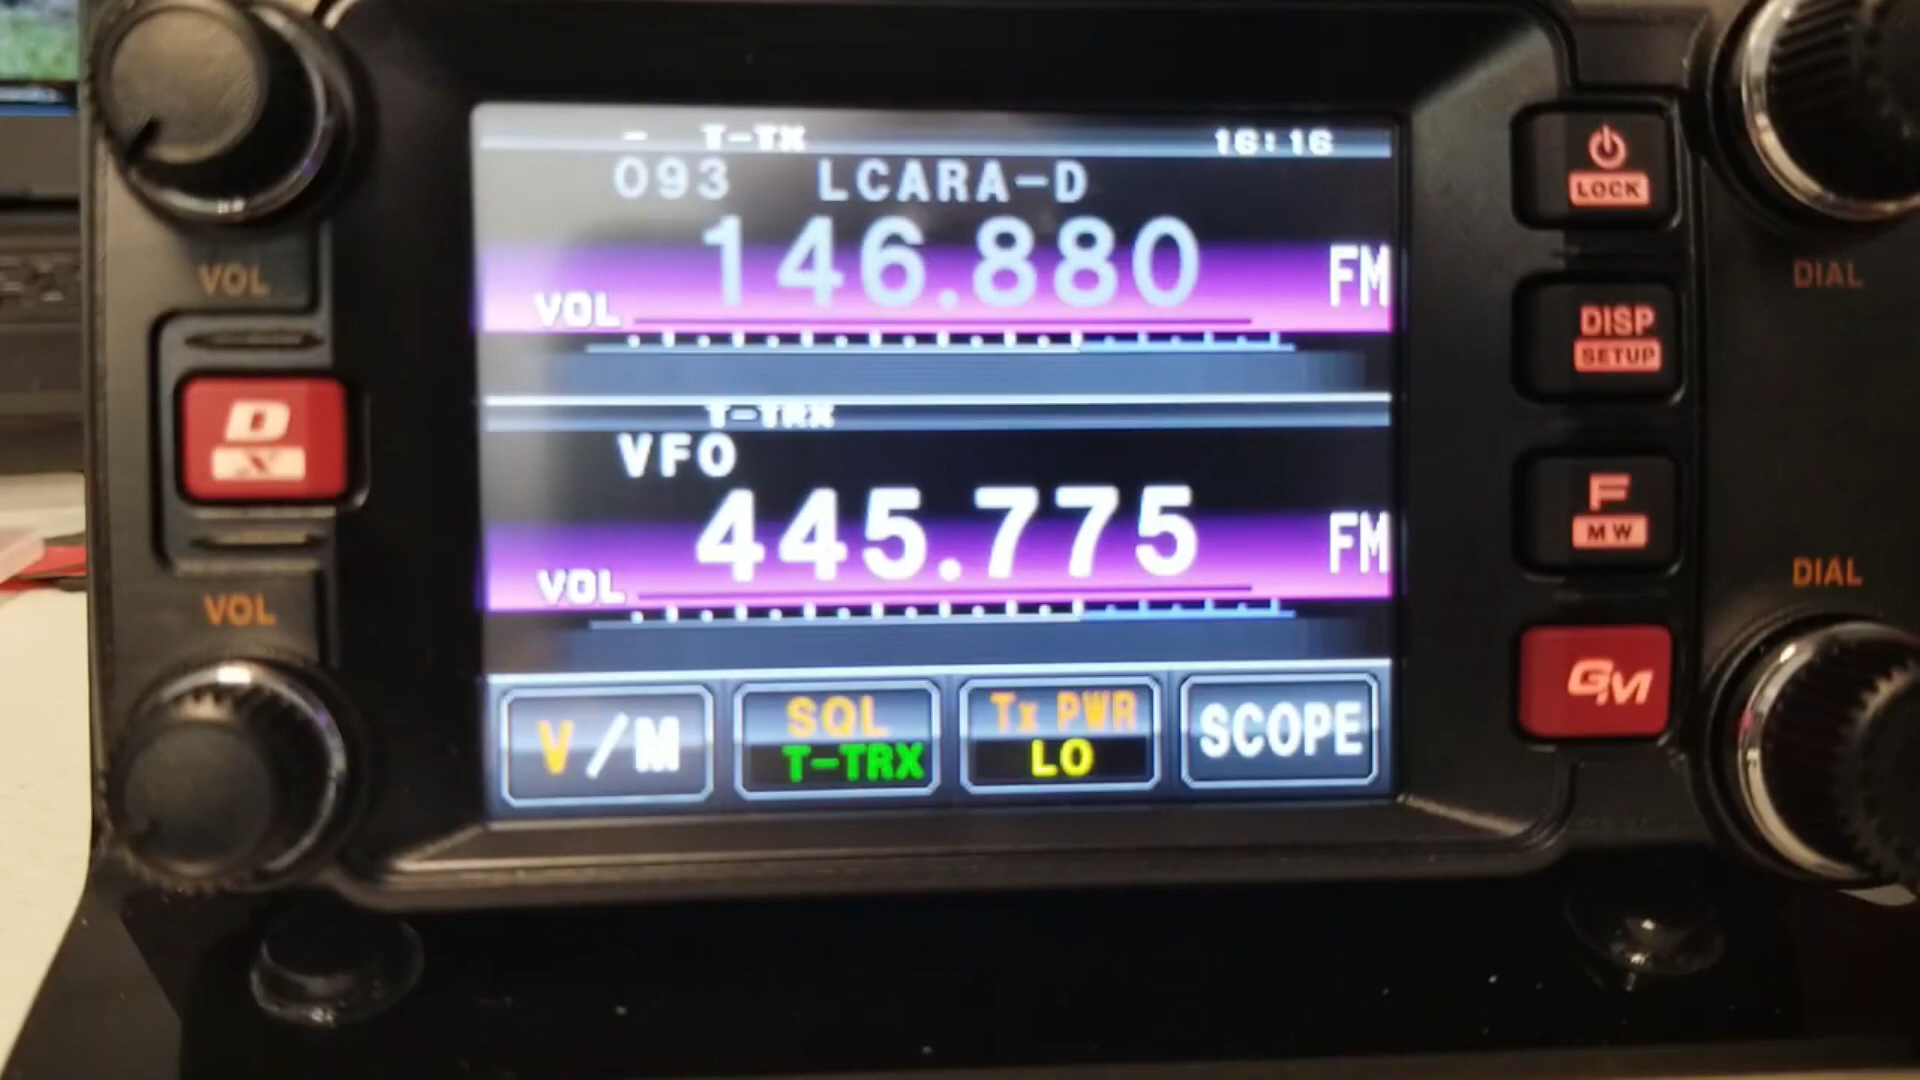 - T-TX 16:16
093 LCARA-D
146.880 FM
VOL
T-TRX
VFO
445.775 FM
VOL
V/M
SQL
T-TRX
Tx PWR
LO
SCOPE
VOL
D
X
VOL
LOCK
DISP
SETUP
F
MW
GM
DIAL
DIAL